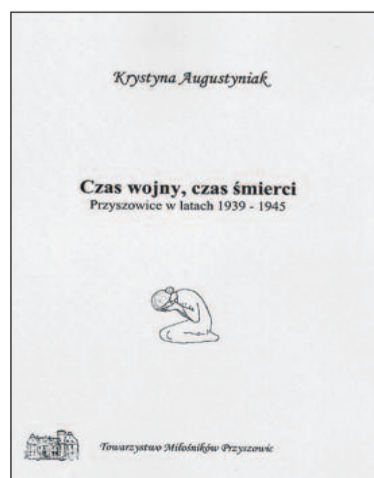 Krystyna Augustyniak
Czas wojny, czas śmierci
Przyszowice w latach 1939 - 1945
Towarzystwo Miłośników Przyszowic